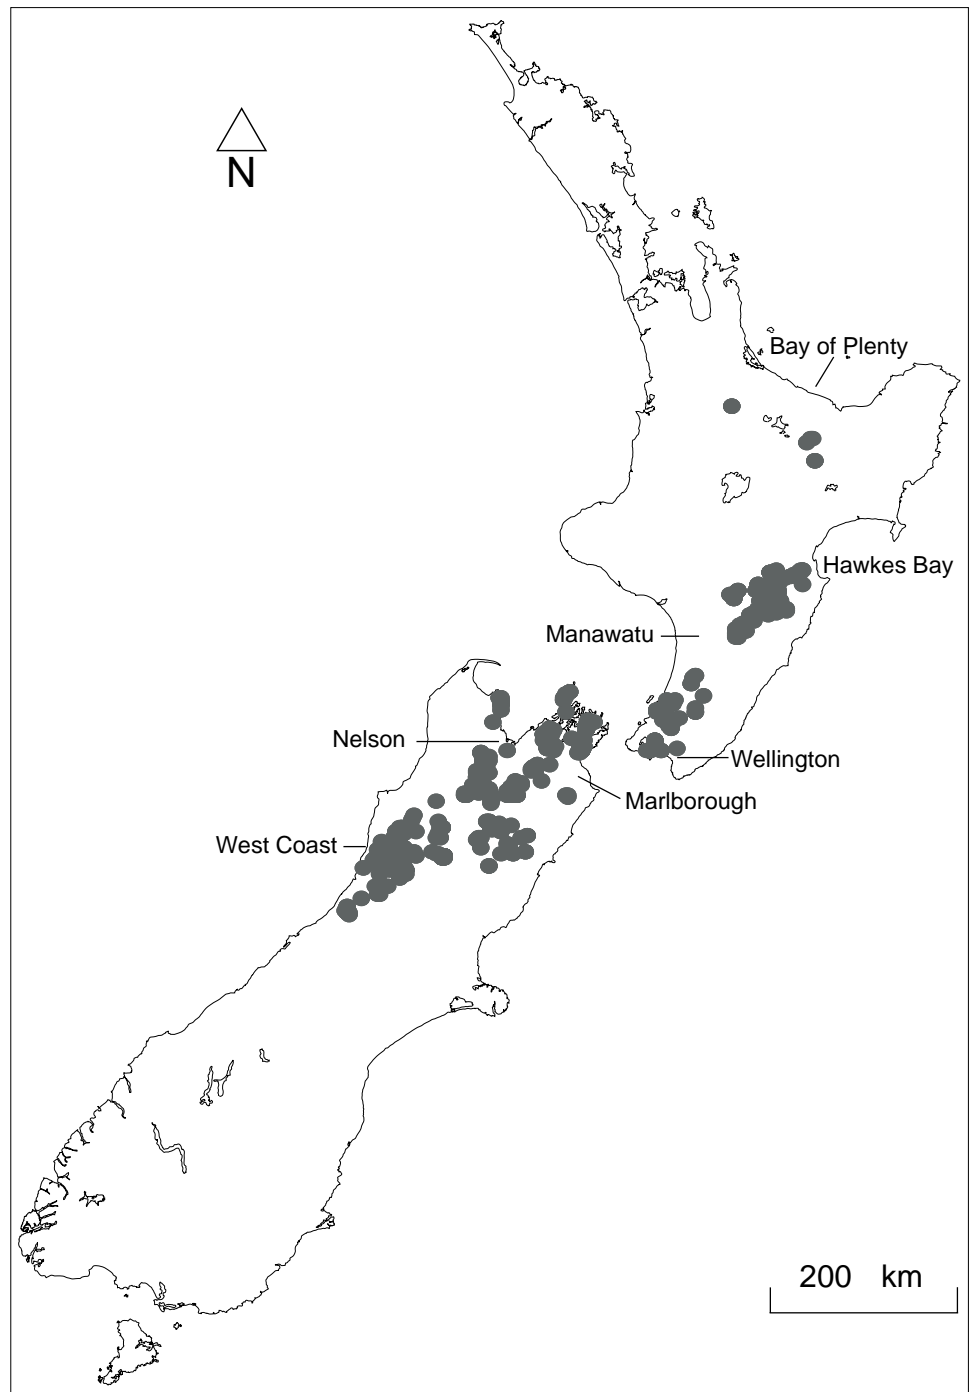 N
Bay of Plenty
Hawkes Bay
Manawatu
Nelson
Wellington
Marlborough
West Coast
200 km